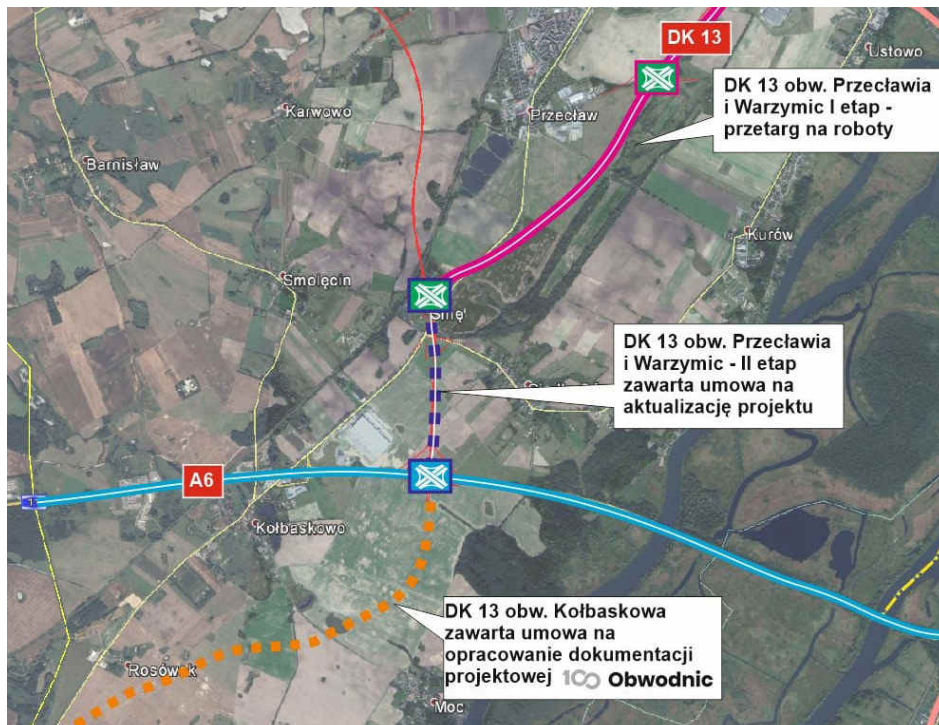 DK 13
Ustowo
DK 13 obw. Przecławia
i Warzymic I etap -
przetarg na roboty
Karwowo
Przecław
Barnisław
Kurów
Smolęcin
DK 13 obw. Przecławia
i Warzymic - II etap
zawarta umowa na
aktualizację projektu
A6
Kołbaskowo
DK 13 obw. Kołbaskowa
zawarta umowa na
opracowanie dokumentacji
projektowej 100 Obwodnic
Moc